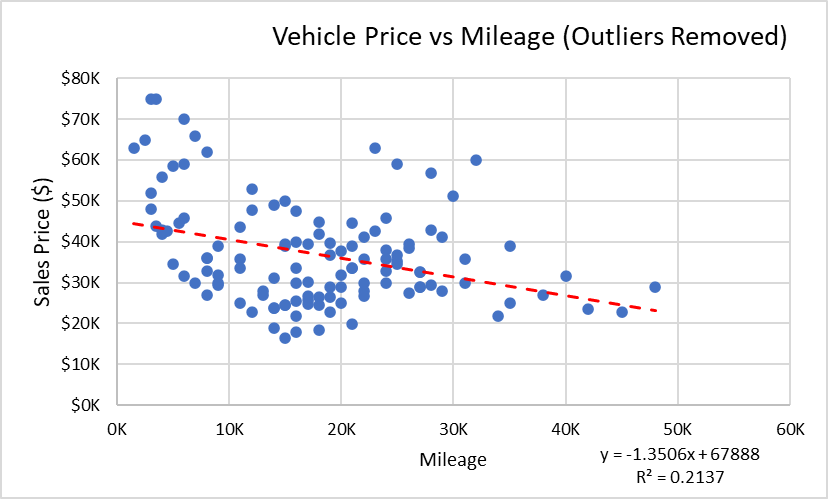 Vehicle Price vs Mileage (Outliers Removed)
$80K
$70K
$60K
$50K
$40K
$30K
$20K
$10K
$0K
Sales Price ($)
0K 10K 20K 30K 40K 50K 60K
Mileage
y = -1.3506x + 67888
R² = 0.2137